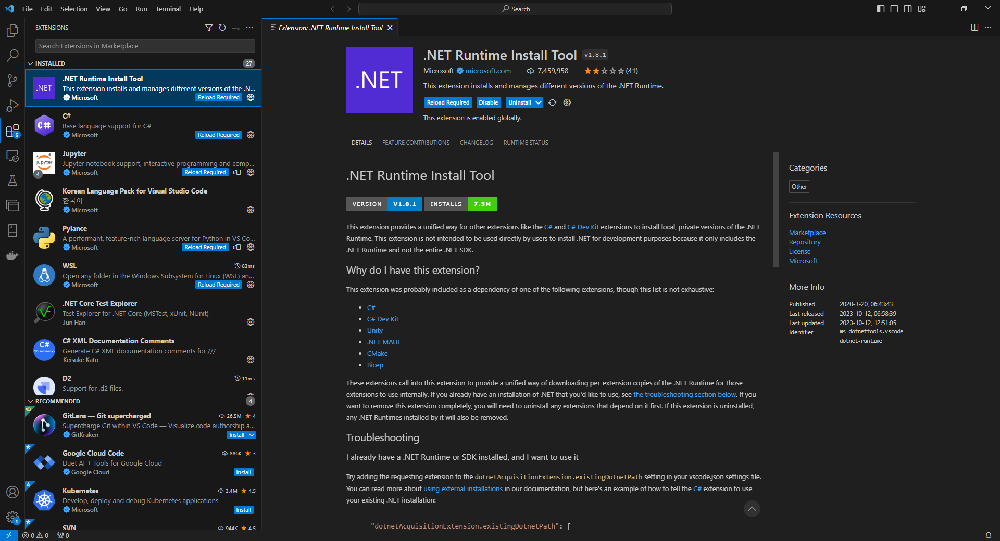 File Edit Selection View Go Run Terminal Help
Search
EXTENSIONS
Search Extensions in Marketplace
INSTALLED 27
.NET
.NET Runtime Install Tool
This extension installs and manages different versions of the .N...
Microsoft Reload Required
C#
Base language support for C#
Microsoft Reload Required
Jupyter
Jupyter notebook support, interactive programming and comp...
Microsoft Reload Required
4
Korean Language Pack for Visual Studio Code
한국어
Microsoft
Pylance
A performant, feature-rich language server for Python in VS Co...
Microsoft Reload Required
WSL 83ms
Open any folder in the Windows Subsystem for Linux (WSL) an...
Microsoft Reload Required
.NET Core Test Explorer
Test Explorer for .NET Core (MSTest, xUnit, NUnit)
Jun Han
C# XML Documentation Comments
Generate C# XML documentation comments for ///
Keisuke Kato
D2 11ms
Support for .d2 files.
RECOMMENDED 4
GitLens — Git supercharged 26.5M 4
Supercharge Git within VS Code — Visualize code authorship a...
GitKraken Install
Google Cloud Code 886K 3
Duet AI + Tools for Google Cloud
Google Cloud Install
Kubernetes 3.4M 4.5
Develop, deploy and debug Kubernetes applications
Microsoft Install
SVN 944K 4.5
6
1
0 0 0
Extension: .NET Runtime Install Tool
.NET
.NET Runtime Install Tool v1.8.1
Microsoft microsoft.com 7,459,958 (41)
This extension installs and manages different versions of the .NET Runtime.
Reload Required Disable Uninstall
This extension is enabled globally.
DETAILS FEATURE CONTRIBUTIONS CHANGELOG RUNTIME STATUS
.NET Runtime Install Tool
VERSION V1.8.1 INSTALLS 7.5M
This extension provides a unified way for other extensions like the C# and C# Dev Kit extensions to install local, private versions of the .NET
Runtime. This extension is not intended to be used directly by users to install .NET for development purposes because it only includes the
.NET Runtime and not the entire .NET SDK.
Why do I have this extension?
This extension was probably included as a dependency of one of the following extensions, though this list is not exhaustive:
• C#
• C# Dev Kit
• Unity
• .NET MAUI
• CMake
• Bicep
These extensions call into this extension to provide a unified way of downloading per-extension copies of the .NET Runtime for those
extensions to use internally. If you already have an installation of .NET that you'd like to use, see the troubleshooting section below. If you
want to remove this extension completely, you will need to uninstall any extensions that depend on it first. If this extension is uninstalled,
any .NET Runtimes installed by it will also be removed.
Troubleshooting
I already have a .NET Runtime or SDK installed, and I want to use it
Try adding the requesting extension to the dotnetAcquisitionExtension.existingDotnetPath setting in your vscode.json settings file.
You can read more about using external installations in our documentation, but here's an example of how to tell the C# extension to use
your existing .NET installation:
"dotnetAcquisitionExtension.existingDotnetPath": [
Categories
Other
Extension Resources
Marketplace
Repository
License
Microsoft
More Info
Published 2020-3-20, 06:43:43
Last released 2023-10-12, 06:58:39
Last updated 2023-10-12, 12:51:05
Identifier ms-dotnettools.vscode-
dotnet-runtime